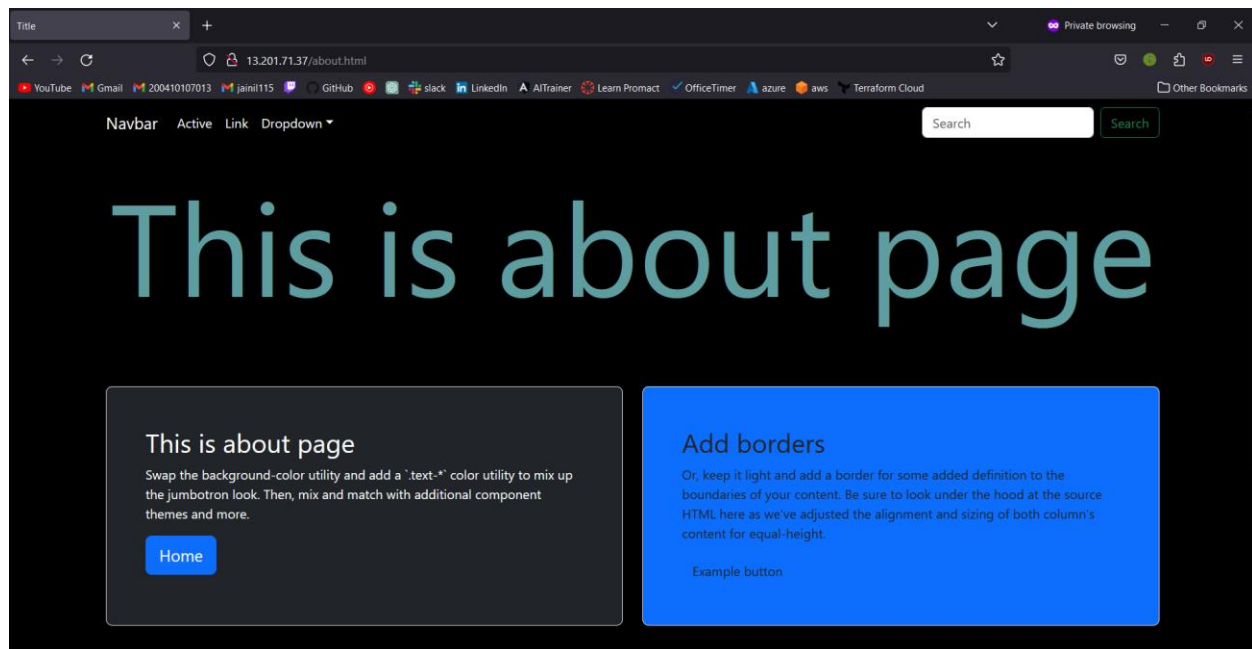 Title
Private browsing
13.201.71.37/about.html
YouTube Gmail 200410107013 jainil115 GitHub slack LinkedIn AITrainer Learn Promact OfficeTimer azure aws Terraform Cloud Other Bookmarks
Navbar Active Link Dropdown Search Search
This is about page
This is about page
Swap the background-color utility and add a `.text-*` color utility to mix up
the jumbotron look. Then, mix and match with additional component
themes and more.
Home
Add borders
Or, keep it light and add a border for some added definition to the
boundaries of your content. Be sure to look under the hood at the source
HTML here as we've adjusted the alignment and sizing of both column's
content for equal-height.
Example button